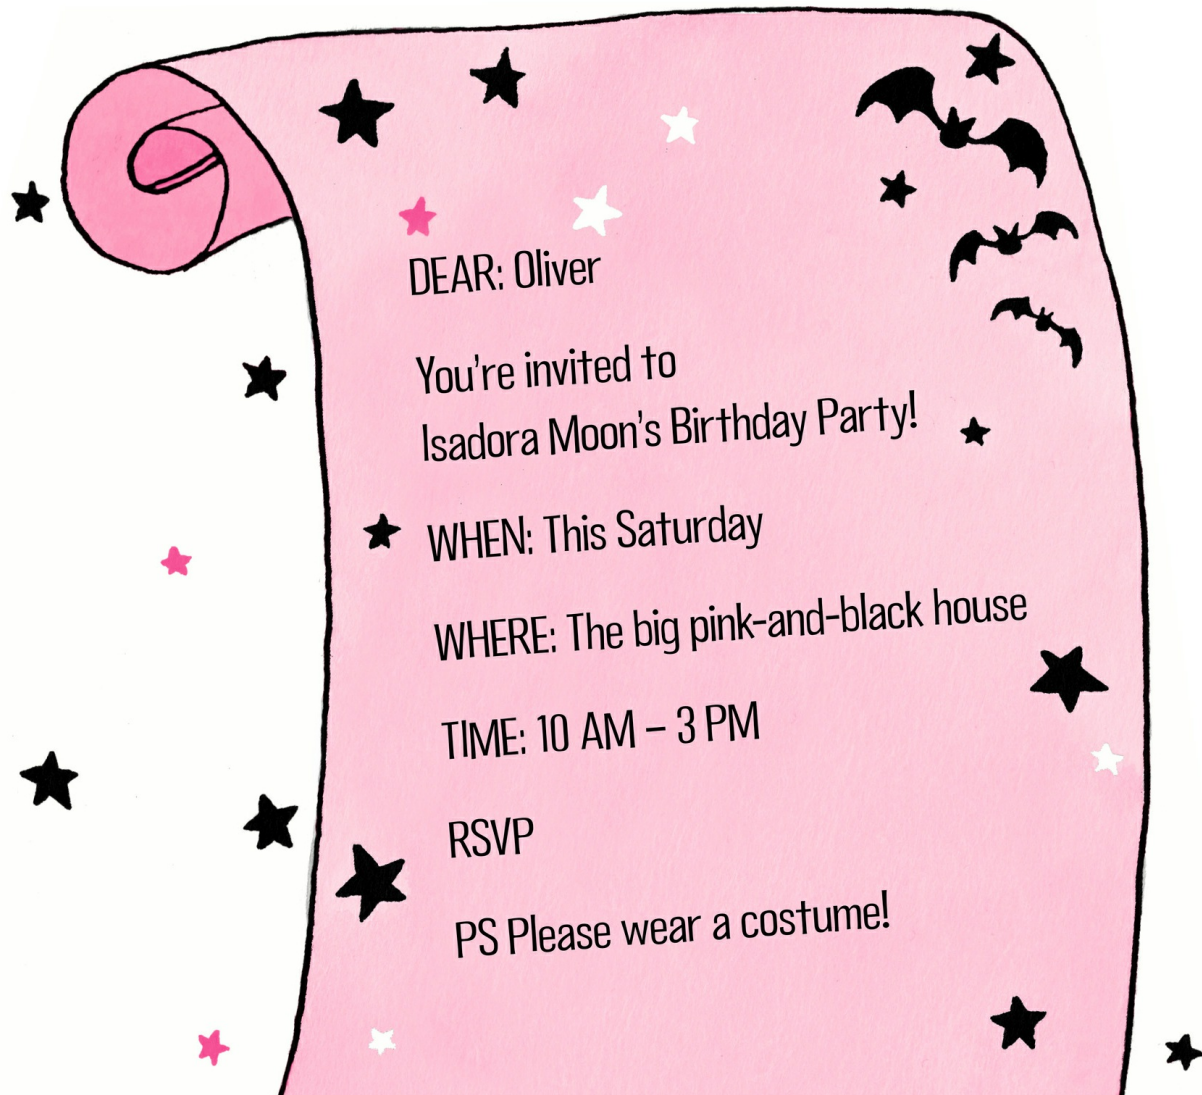 DEAR: Oliver
You're invited to
Isadora Moon's Birthday Party!
WHEN: This Saturday
WHERE: The big pink-and-black house
TIME: 10 AM – 3 PM
RSVP
PS Please wear a costume!